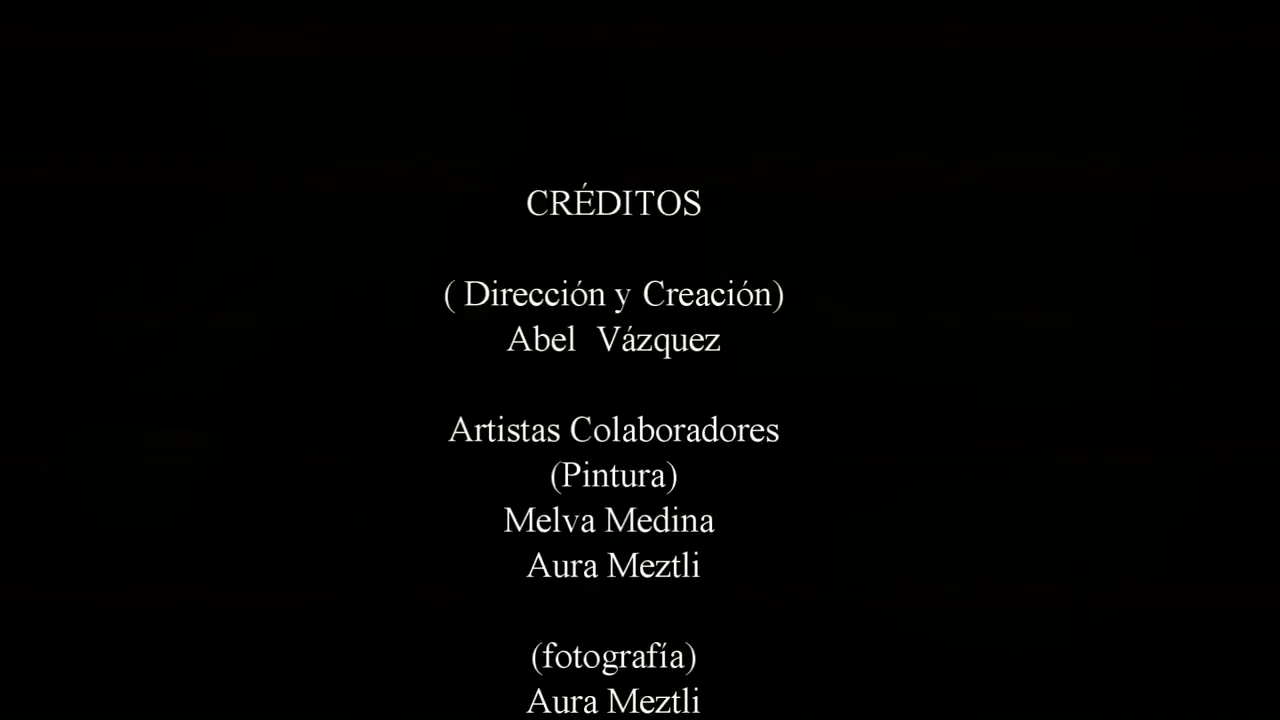 CRÉDITOS
( Dirección y Creación)
Abel  Vázquez
Artistas Colaboradores
(Pintura)
Melva Medina
Aura Meztli
(fotografía)
Aura Meztli